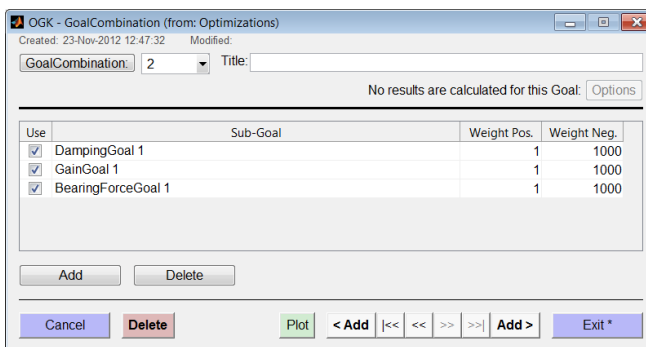 OGK - GoalCombination (from: Optimizations)
Created: 23-Nov-2012 12:47:32 Modified:
GoalCombination: 2 Title:
No results are calculated for this Goal: Options
Use Sub-Goal Weight Pos. Weight Neg.
DampingGoal 1 1 1000
GainGoal 1 1 1000
BearingForceGoal 1 1 1000
Add Delete
Cancel Delete Plot < Add |<< << >> >>| Add > Exit *